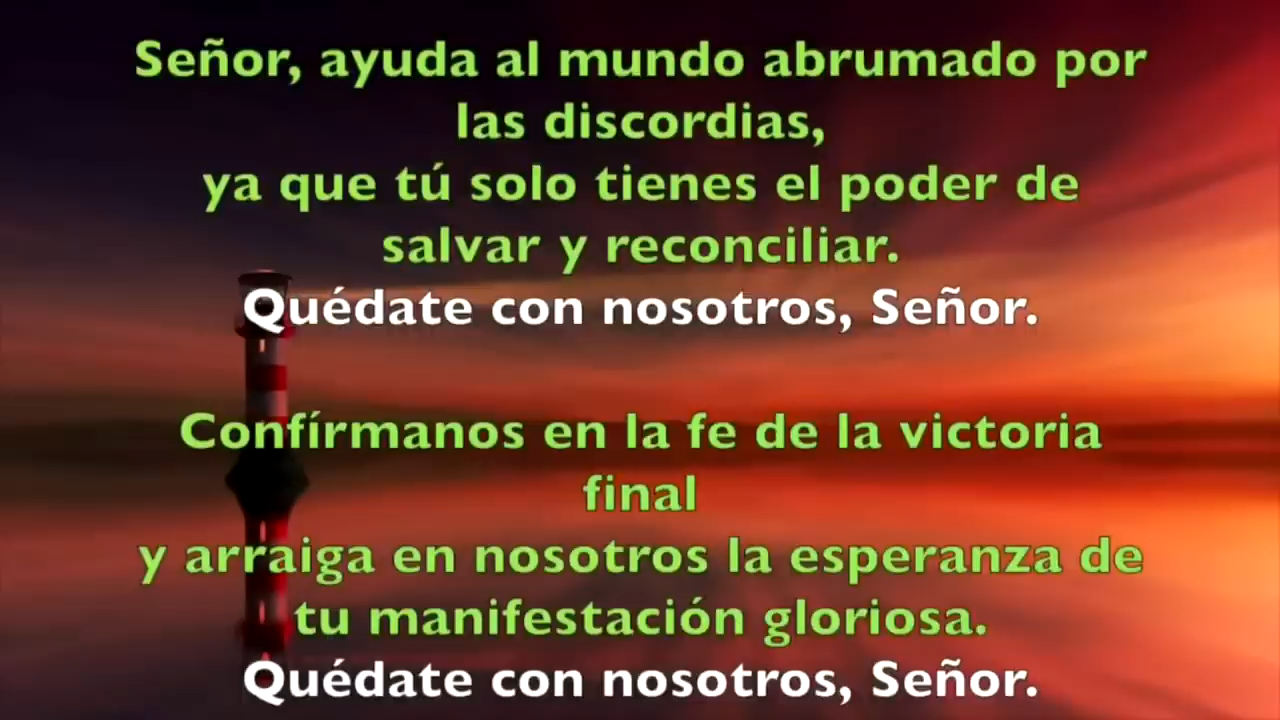 Señor, ayuda al mundo abrumado por
las discordias,
ya que tú solo tienes el poder de
salvar y reconciliar.
Quédate con nosotros, Señor.
Confírmanos en la fe de la victoria
final
y arraiga en nosotros la esperanza de
tu manifestación gloriosa.
Quédate con nosotros, Señor.